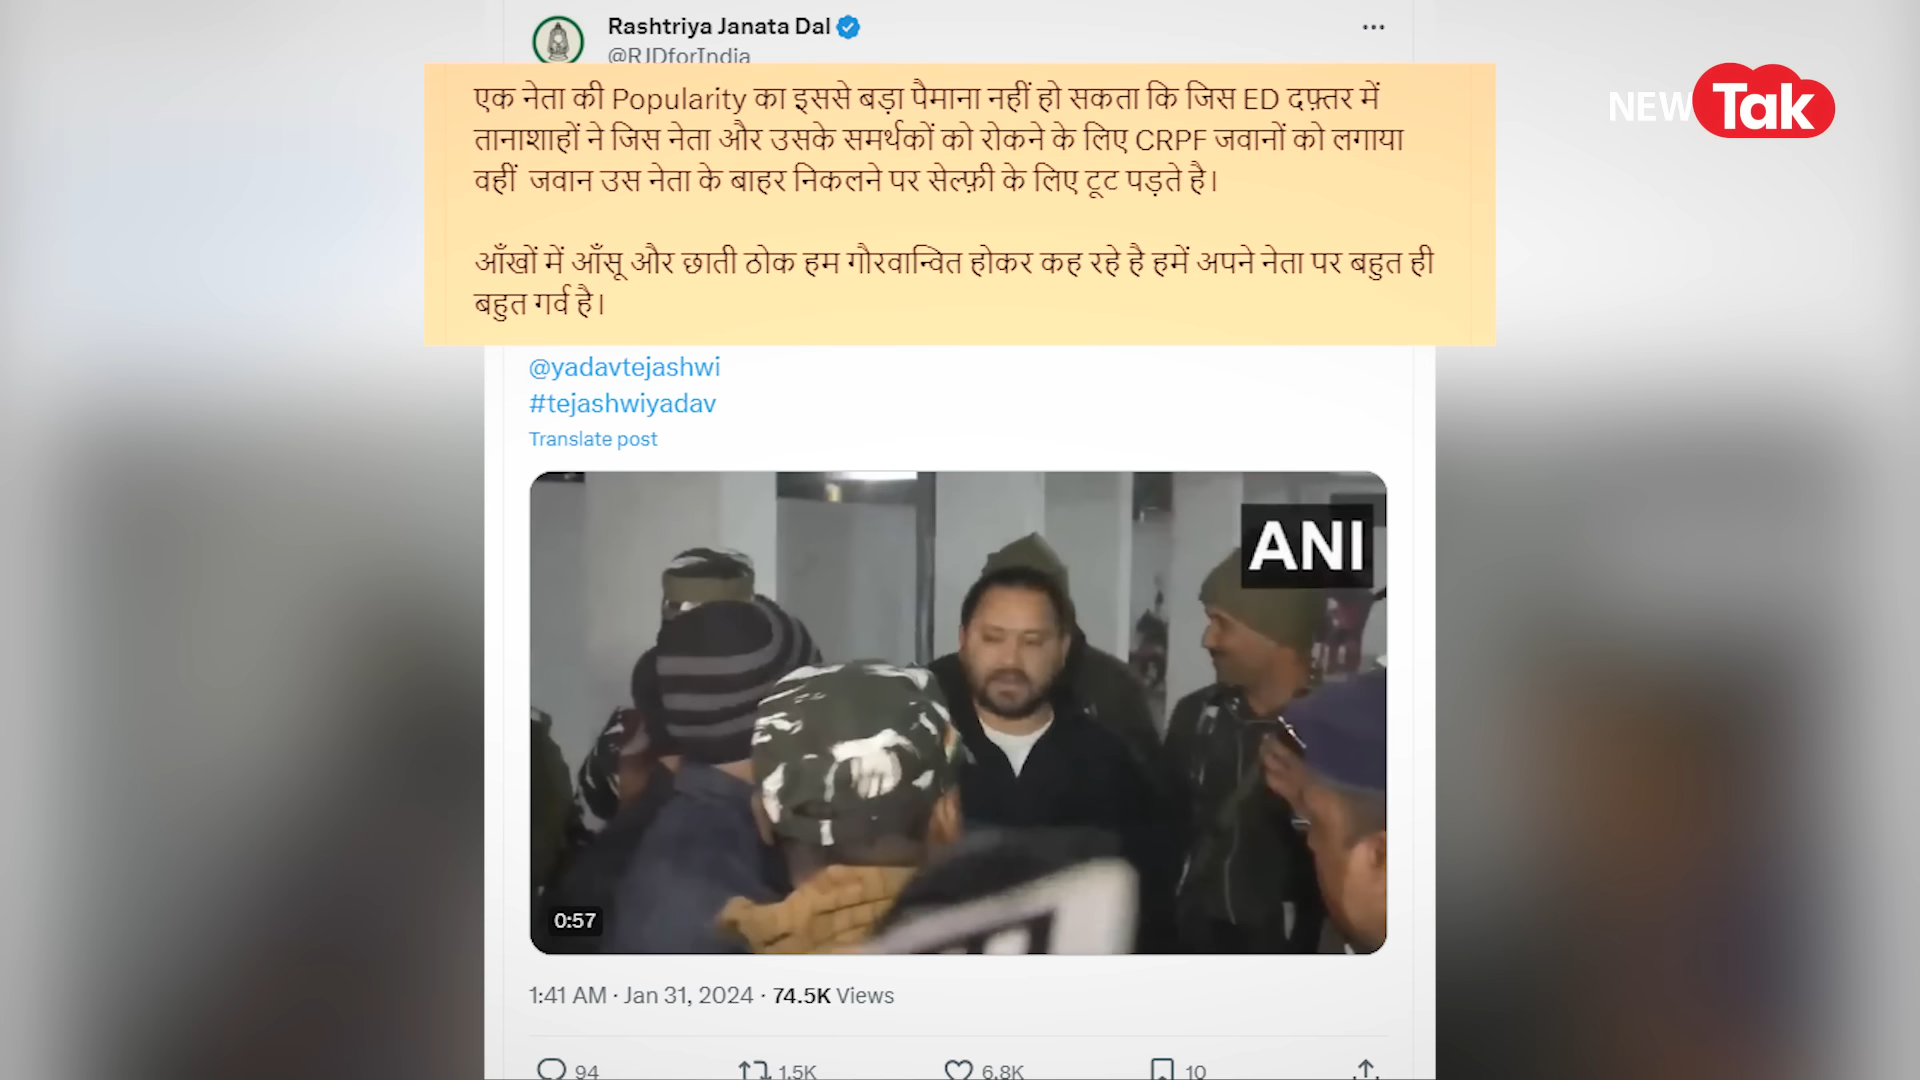 Rashtriya Janata Dal
@RJDforIndia
NEW Tak
एक नेता की Popularity का इससे बड़ा पैमाना नहीं हो सकता कि जिस ED दफ़्तर में
तानाशाहों ने जिस नेता और उसके समर्थकों को रोकने के लिए CRPF जवानों को लगाया
वहीं जवान उस नेता के बाहर निकलने पर सेल्फ़ी के लिए टूट पड़ते है।
आँखों में आँसू और छाती ठोक हम गौरवान्वित होकर कह रहे है हमें अपने नेता पर बहुत ही
बहुत गर्व है।
@yadavtejashwi
#tejashwiyadav
Translate post
ANI
0:57
1:41 AM · Jan 31, 2024 · 74.5K Views
94 1.5K 6.8K 10